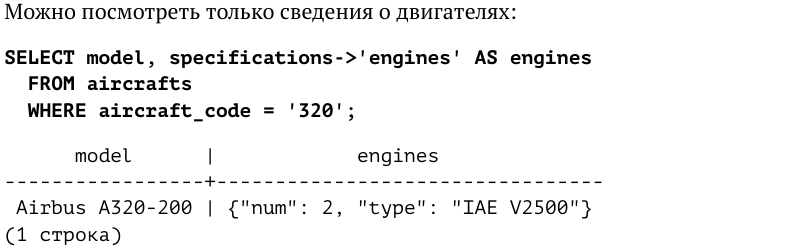 Можно посмотреть только сведения о двигателях:
SELECT model, specifications->'engines' AS engines
FROM aircrafts
WHERE aircraft_code = '320';
model | engines
-----------------+---------------------------------
Airbus A320-200 | {"num": 2, "type": "IAE V2500"}
(1 строка)